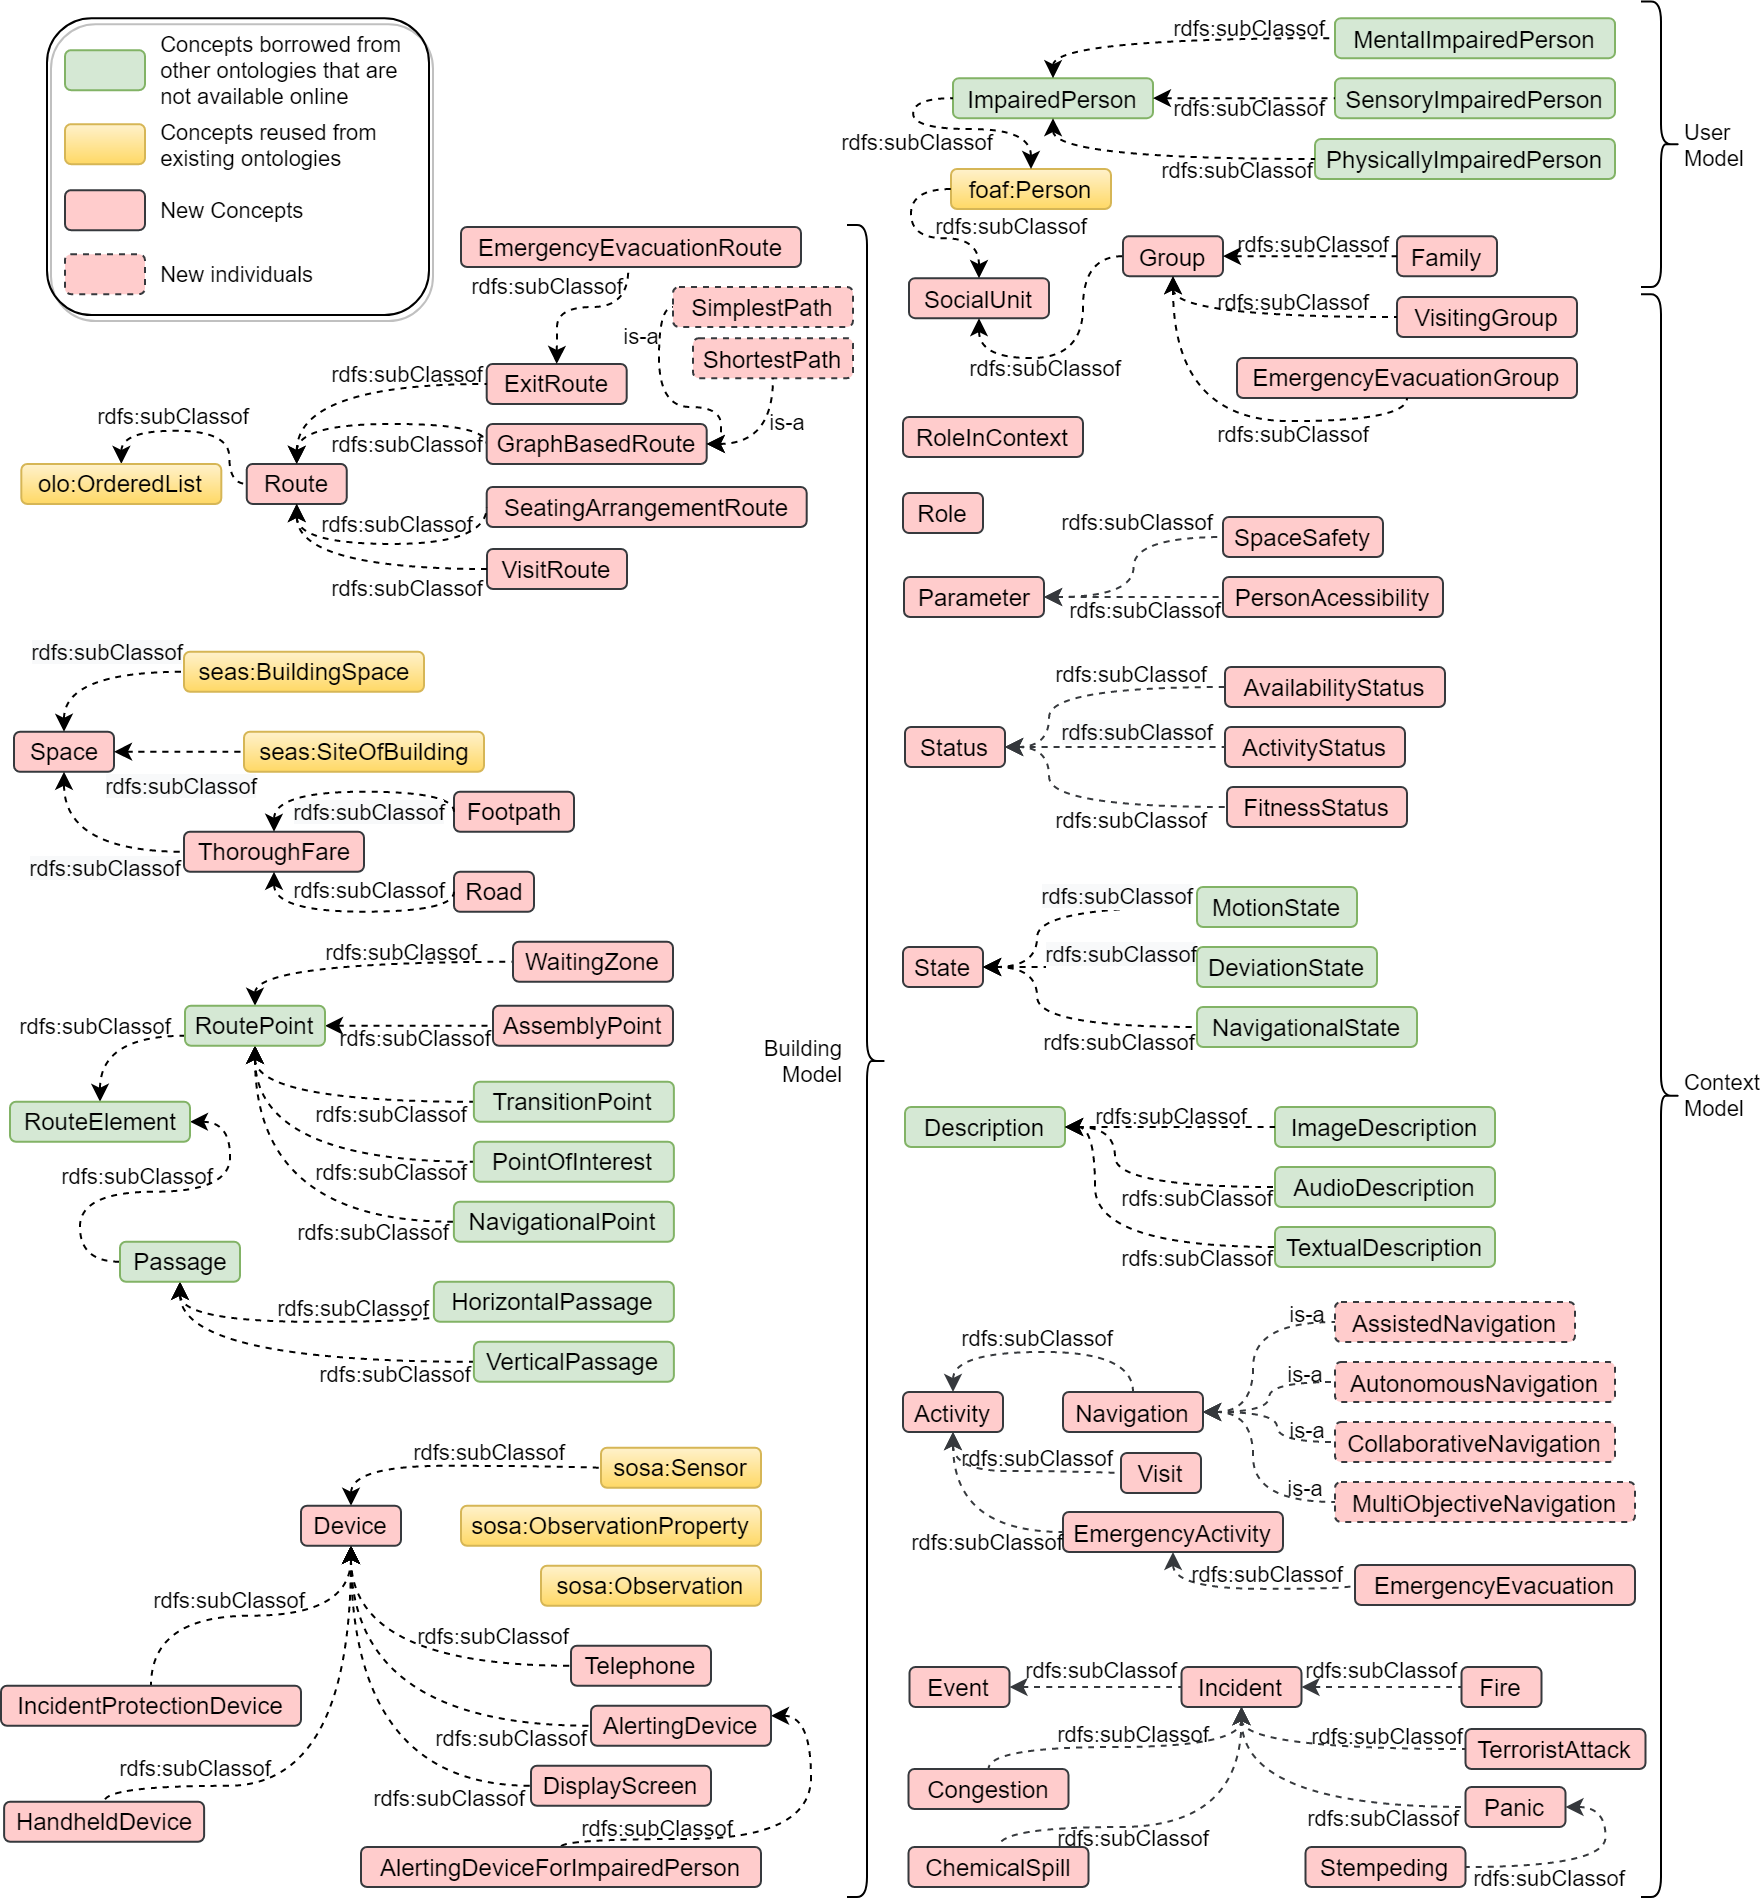 Concepts borrowed from
other ontologies that are
not available online
Concepts reused from
existing ontologies
New Concepts
New individuals
EmergencyEvacuationRoute
rdfs:subClassof
SimplestPath
is-a
ShortestPath
rdfs:subClassof
ExitRoute
is-a
rdfs:subClassof
rdfs:subClassof
GraphBasedRoute
olo:OrderedList
Route
rdfs:subClassof
SeatingArrangementRoute
rdfs:subClassof
VisitRoute
rdfs:subClassof
seas:BuildingSpace
Space
seas:SiteOfBuilding
rdfs:subClassof
rdfs:subClassof
Footpath
ThoroughFare
rdfs:subClassof
rdfs:subClassof
Road
rdfs:subClassof
WaitingZone
rdfs:subClassof
RoutePoint
AssemblyPoint
rdfs:subClassof
RouteElement
TransitionPoint
rdfs:subClassof
PointOfInterest
rdfs:subClassof
rdfs:subClassof
NavigationalPoint
rdfs:subClassof
Passage
rdfs:subClassof
HorizontalPassage
VerticalPassage
rdfs:subClassof
rdfs:subClassof
sosa:Sensor
Device
sosa:ObservationProperty
sosa:Observation
rdfs:subClassof
rdfs:subClassof
Telephone
IncidentProtectionDevice
AlertingDevice
rdfs:subClassof
rdfs:subClassof
DisplayScreen
rdfs:subClassof
HandheldDevice
rdfs:subClassof
AlertingDeviceForImpairedPerson
Building
Model
rdfs:subClassof
MentalImpairedPerson
ImpairedPerson
rdfs:subClassof
SensoryImpairedPerson
rdfs:subClassof
rdfs:subClassof
PhysicallyImpairedPerson
foaf:Person
rdfs:subClassof
Group
rdfs:subClassof
Family
SocialUnit
rdfs:subClassof
VisitingGroup
rdfs:subClassof
EmergencyEvacuationGroup
rdfs:subClassof
User
Model
RoleInContext
Role
rdfs:subClassof
SpaceSafety
Parameter
rdfs:subClassof
PersonAcessibility
rdfs:subClassof
AvailabilityStatus
Status
rdfs:subClassof
ActivityStatus
rdfs:subClassof
FitnessStatus
rdfs:subClassof
MotionState
State
rdfs:subClassof
DeviationState
rdfs:subClassof
NavigationalState
Description
rdfs:subClassof
ImageDescription
rdfs:subClassof
AudioDescription
rdfs:subClassof
TextualDescription
Context
Model
is-a
AssistedNavigation
rdfs:subClassof
is-a
AutonomousNavigation
Activity
Navigation
is-a
CollaborativeNavigation
rdfs:subClassof
Visit
is-a
MultiObjectiveNavigation
rdfs:subClassof
EmergencyActivity
rdfs:subClassof
EmergencyEvacuation
Event
rdfs:subClassof
Incident
rdfs:subClassof
Fire
rdfs:subClassof
rdfs:subClassof
TerroristAttack
Congestion
rdfs:subClassof
Panic
rdfs:subClassof
ChemicalSpill
Stempeding
rdfs:subClassof